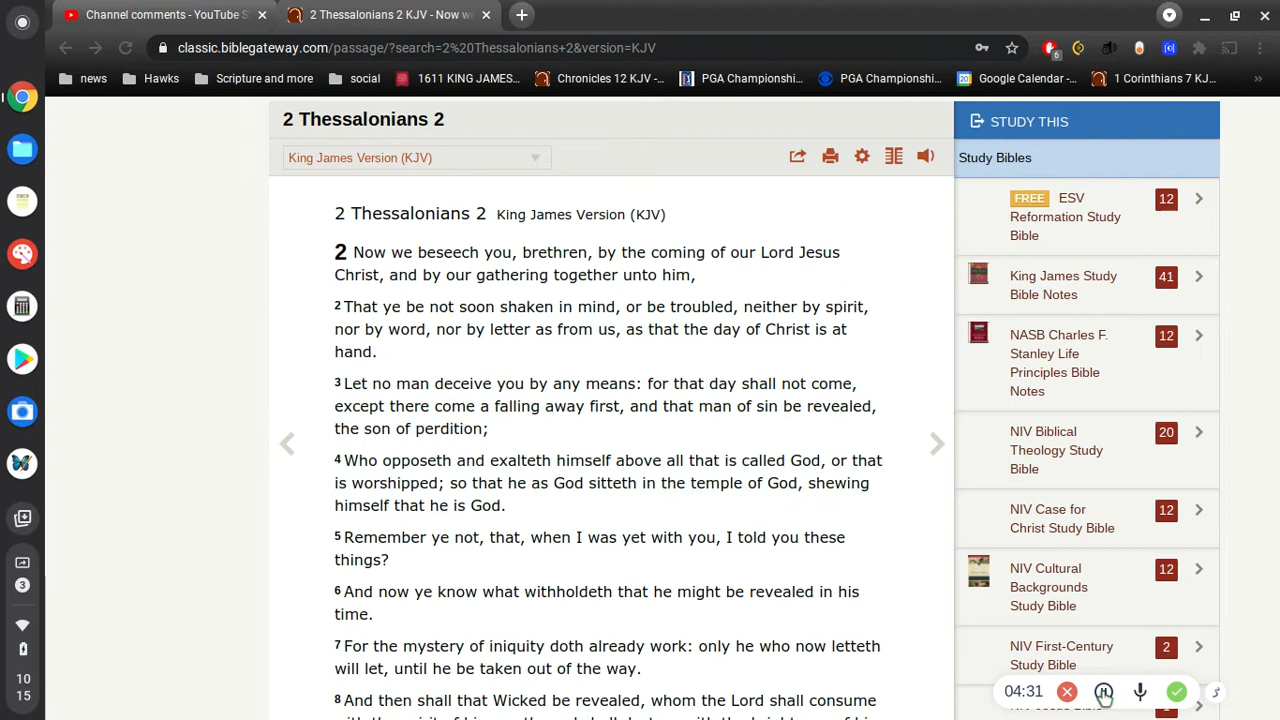 Channel comments - YouTube S
2 Thessalonians 2 KJV - Now we
classic.biblegateway.com/passage/?search=2%20Thessalonians+2&version=KJV
6
news
Hawks
Scripture and more
social
1611 KING JAMES...
Chronicles 12 KJV -...
PGA Championshi...
PGA Championshi...
20
Google Calendar -...
1 Corinthians 7 KJ...
»
2 Thessalonians 2
King James Version (KJV)
2 Thessalonians 2 King James Version (KJV)
2 Now we beseech you, brethren, by the coming of our Lord Jesus
Christ, and by our gathering together unto him,
2 That ye be not soon shaken in mind, or be troubled, neither by spirit,
nor by word, nor by letter as from us, as that the day of Christ is at
hand.
3 Let no man deceive you by any means: for that day shall not come,
except there come a falling away first, and that man of sin be revealed,
the son of perdition;
4 Who opposeth and exalteth himself above all that is called God, or that
is worshipped; so that he as God sitteth in the temple of God, shewing
himself that he is God.
5 Remember ye not, that, when I was yet with you, I told you these
things?
6 And now ye know what withholdeth that he might be revealed in his
time.
7 For the mystery of iniquity doth already work: only he who now letteth
will let, until he be taken out of the way.
8 And then shall that Wicked be revealed, whom the Lord shall consume
STUDY THIS
Study Bibles
FREE ESV
Reformation Study
Bible
12
King James Study
Bible Notes
41
NASB Charles F.
Stanley Life
Principles Bible
Notes
12
NIV Biblical
Theology Study
Bible
20
NIV Case for
Christ Study Bible
12
NIV Cultural
Backgrounds
Study Bible
12
NIV First-Century
Study Bible
2
04:31
3
10
15